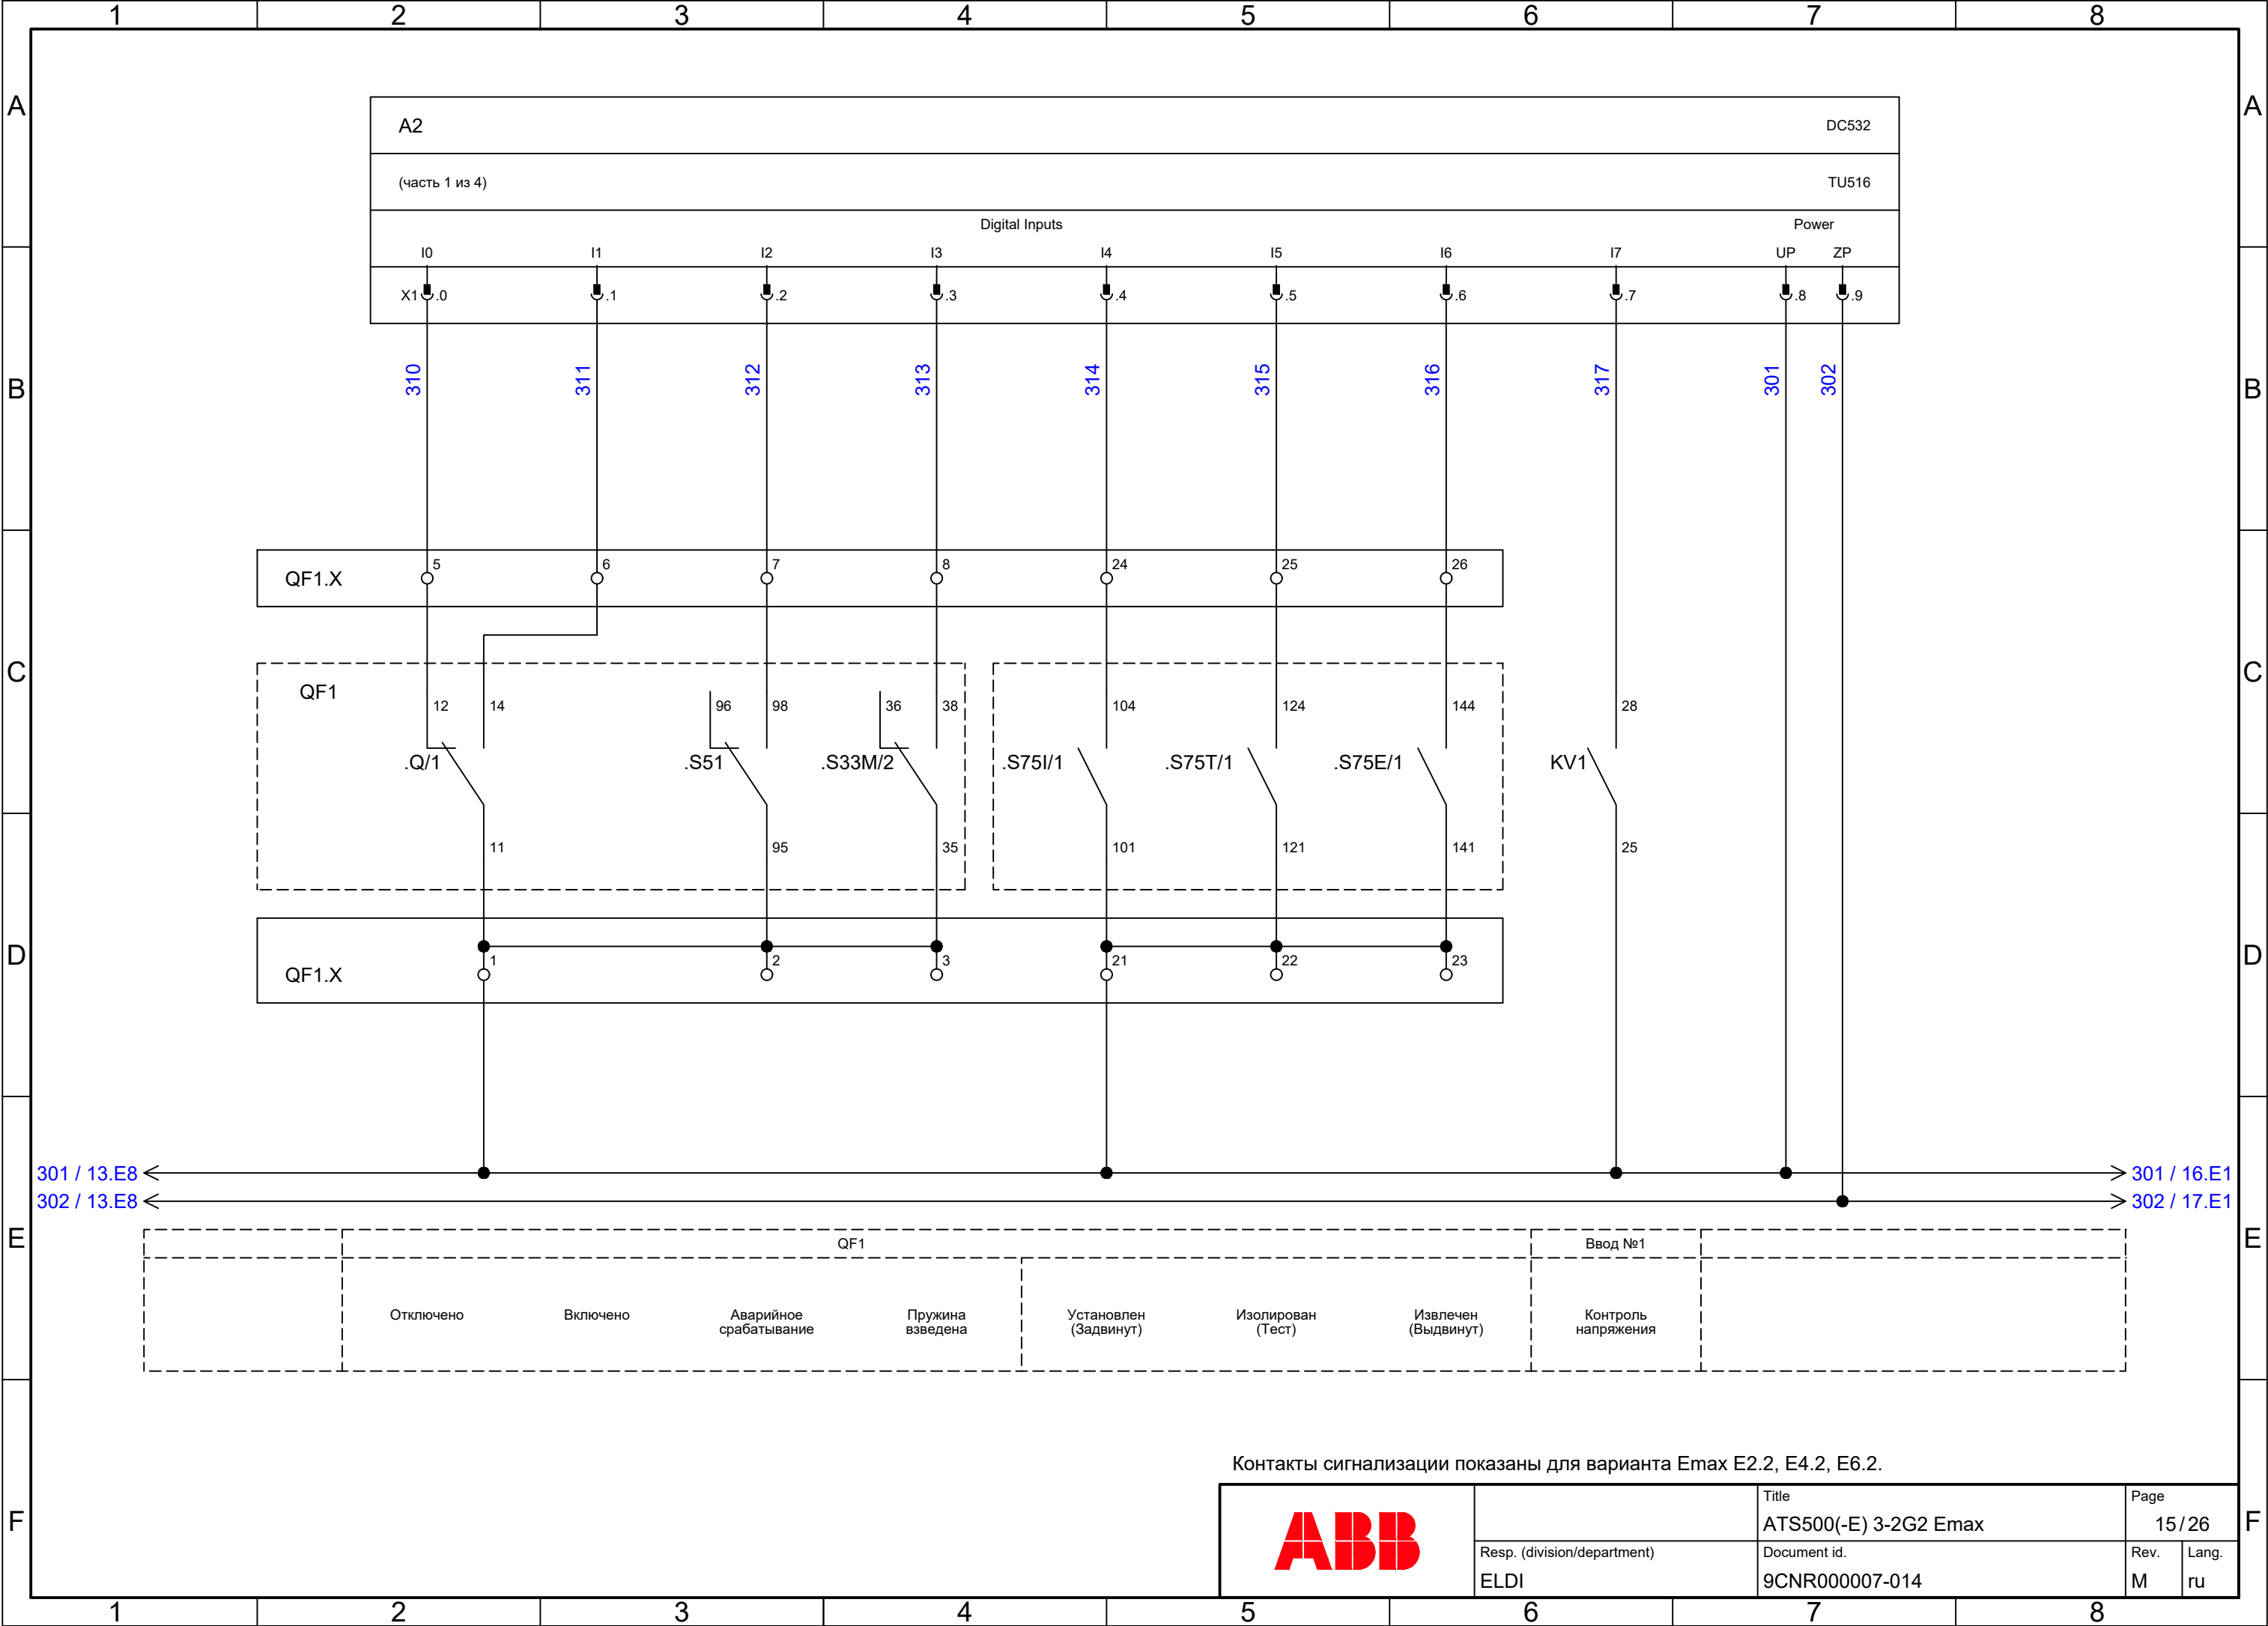 1 2 3 4 5 6 7 8
A A
A2 DC532
(часть 1 из 4) TU516
Digital Inputs Power
I0 I1 I2 I3 I4 I5 I6 I7 UP ZP
X1 .0 .1 .2 .3 .4 .5 .6 .7 .8 .9
B 310 311 312 313 314 315 316 317 301 302 B
QF1.X 5 6 7 8 24 25 26
C C
QF1
12 14 96 98 36 38 104 124 144 28
.Q/1 .S51 .S33M/2 .S75I/1 .S75T/1 .S75E/1 KV1
11 95 35 101 121 141 25
D D
QF1.X 1 2 3 21 22 23
301 / 13.E8 301 / 16.E1
302 / 13.E8 302 / 17.E1
E E
QF1 Ввод №1
Отключено Включено Аварийное срабатывание Пружина взведена Установлен (Задвинут) Изолирован (Тест) Извлечен (Выдвинут) Контроль напряжения
Контакты сигнализации показаны для варианта Emax E2.2, E4.2, E6.2.
F F
ABB
Title
ATS500(-E) 3-2G2 Emax
Page
15/26
Resp. (division/department)
ELDI
Document id.
9CNR000007-014
Rev.
M
Lang.
ru
1 2 3 4 5 6 7 8